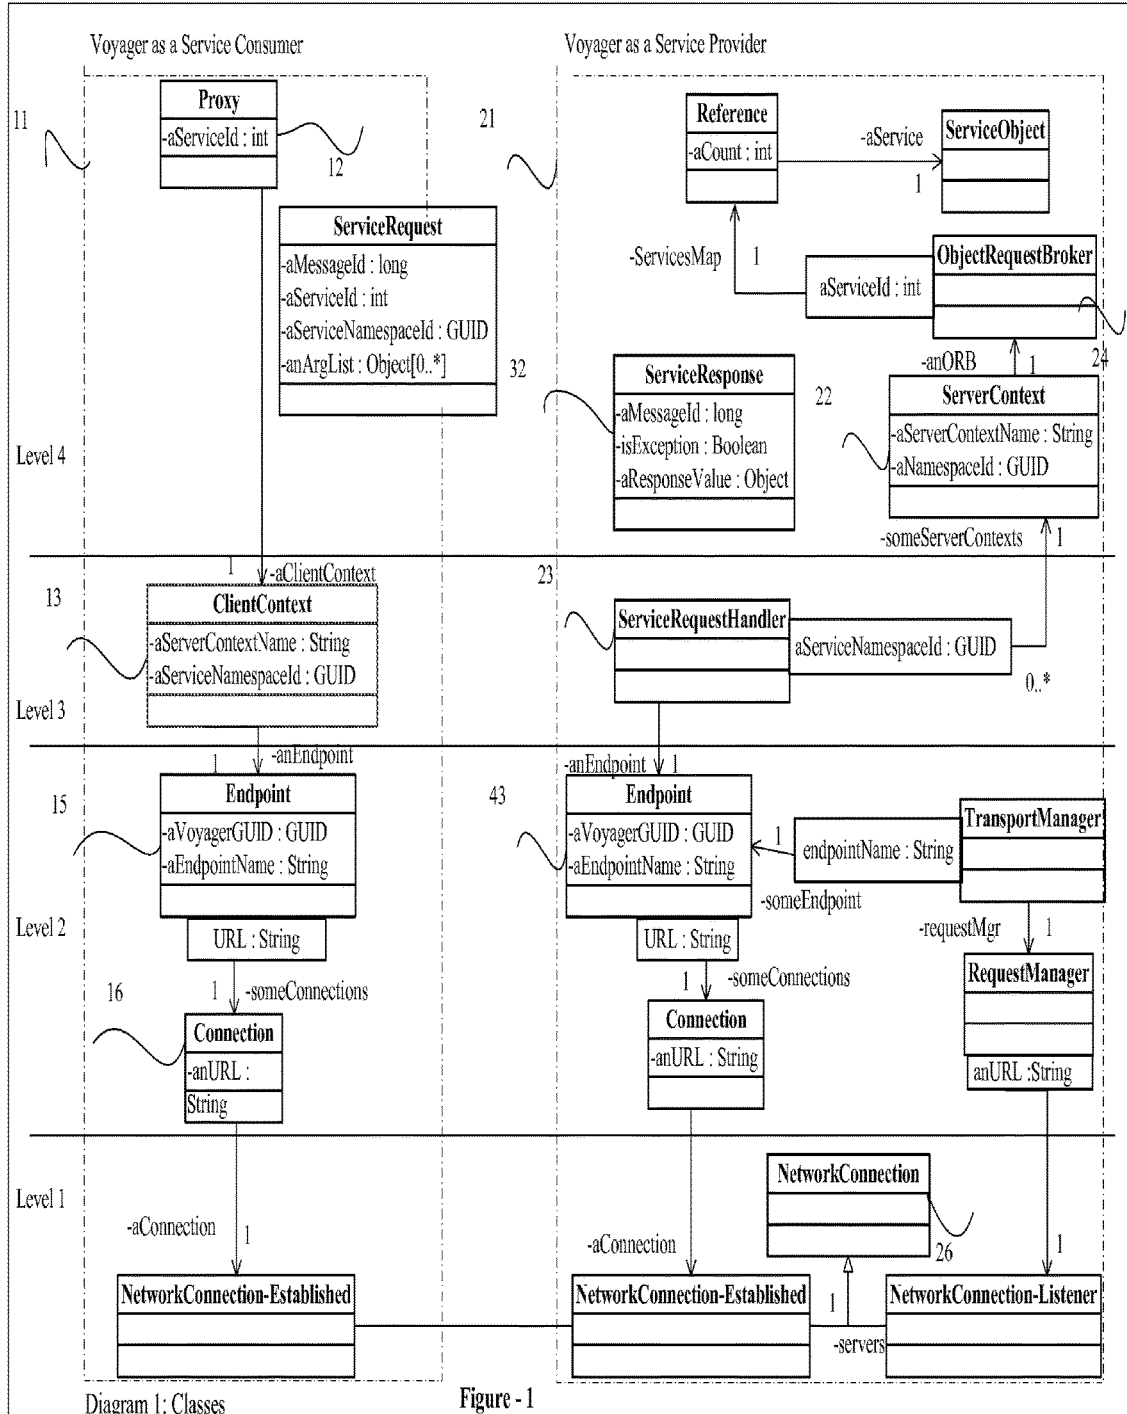 Voyager as a Service Consumer
Voyager as a Service Provider
11
Proxy
-aServiceId : int
12
21
Reference
-aCount : int
-aService
1
ServiceObject
ServiceRequest
-aMessageId : long
-aServiceId : int
-aServiceNamespaceId : GUID
-anArgList : Object[0..*]
-ServicesMap
1
aServiceId : int
ObjectRequestBroker
24
-anORB
1
32
ServiceResponse
-aMessageId : long
-isException : Boolean
-aResponseValue : Object
22
ServerContext
-aServerContextName : String
-aNamespaceId : GUID
Level 4
-someServerContexts
1
1
-aClientContext
13
ClientContext
-aServerContextName : String
-aServiceNamespaceId : GUID
23
ServiceRequestHandler
aServiceNamespaceId : GUID
0..*
Level 3
1
-anEndpoint
-anEndpoint
1
15
Endpoint
-aVoyagerGUID : GUID
-aEndpointName : String
URL : String
43
Endpoint
-aVoyagerGUID : GUID
-aEndpointName : String
URL : String
1
-someEndpoint
endpointName : String
TransportManager
Level 2
-requestMgr
1
1
-someConnections
1
-someConnections
16
Connection
-anURL :
String
Connection
-anURL : String
RequestManager
anURL :String
Level 1
NetworkConnection
26
-aConnection
1
-aConnection
1
1
1
-servers
NetworkConnection-Established
NetworkConnection-Established
NetworkConnection-Listener
Diagram 1: Classes
Figure - 1